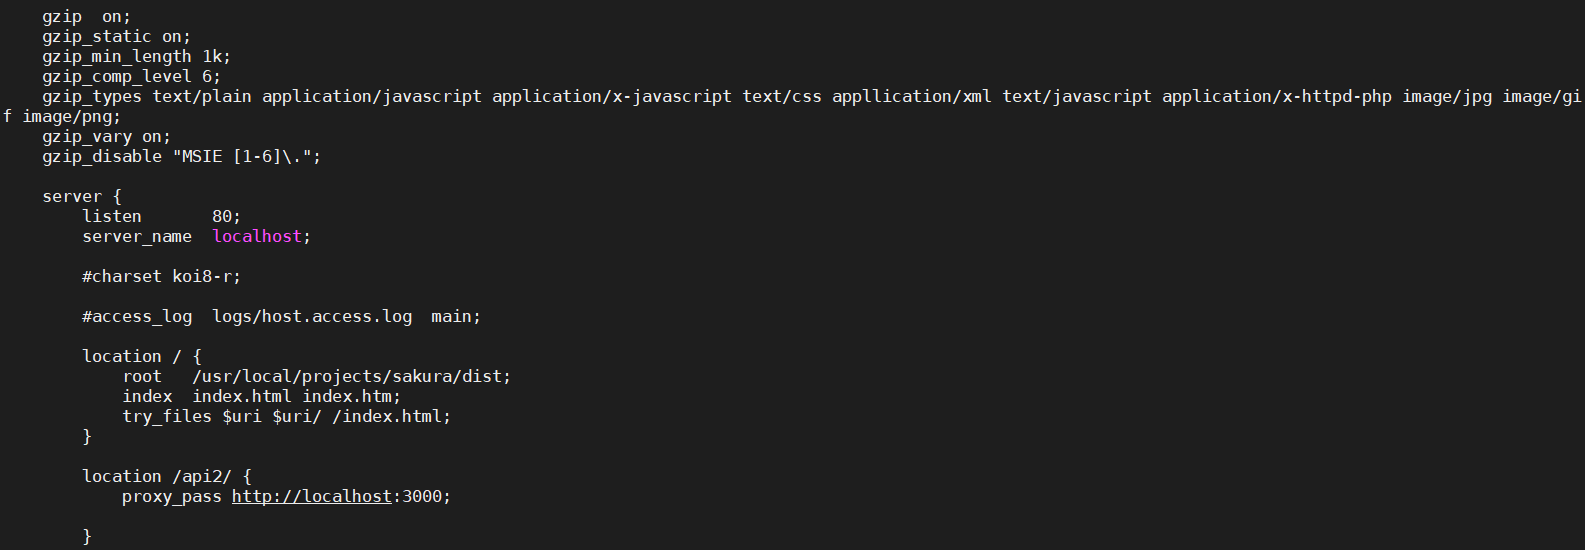 gzip  on;
gzip_static on;
gzip_min_length 1k;
gzip_comp_level 6;
gzip_types text/plain application/javascript application/x-javascript text/css appllication/xml text/javascript application/x-httpd-php image/jpg image/gi
f image/png;
gzip_vary on;
gzip_disable "MSIE [1-6]\.";
server {
listen       80;
server_name  localhost;
#charset koi8-r;
#access_log  logs/host.access.log  main;
location / {
root   /usr/local/projects/sakura/dist;
index  index.html index.htm;
try_files $uri $uri/ /index.html;
}
location /api2/ {
proxy_pass http://localhost:3000;
}